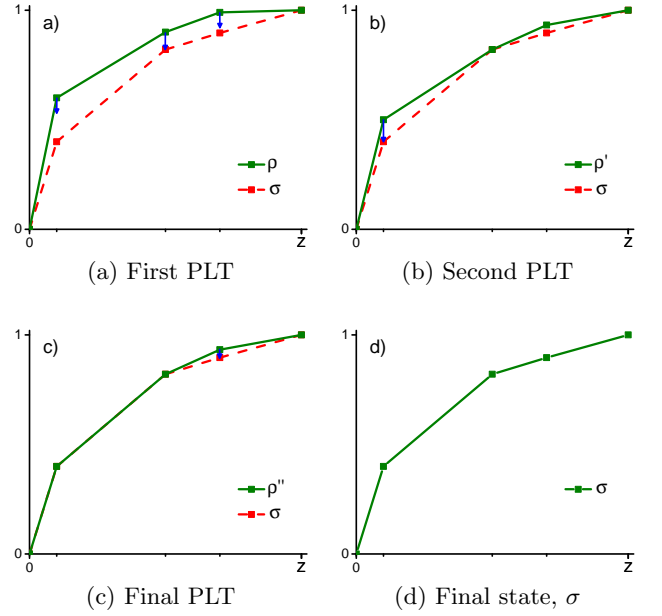 1
a)
ρ
σ
0
0
Z
(a) First PLT
1
b)
ρ'
σ
0
0
Z
(b) Second PLT
1
c)
ρ''
σ
0
0
Z
(c) Final PLT
1
d)
σ
0
0
Z
(d) Final state, σ